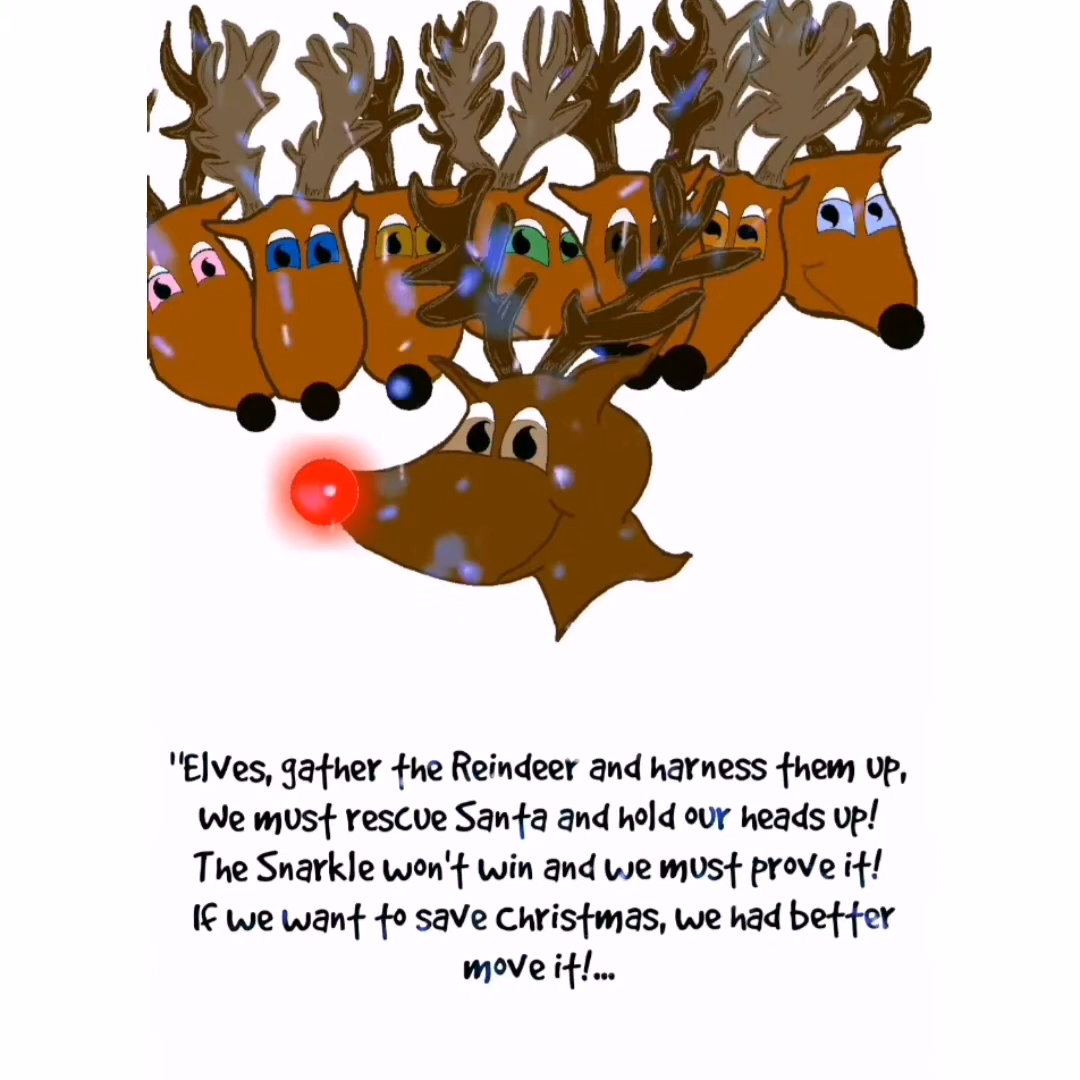 "Elves, gather the Reindeer and harness them up,
We must rescue Santa and hold our heads up!
The Snarkle won't win and we must prove it!
If we want to save Christmas, we had better
move it!...